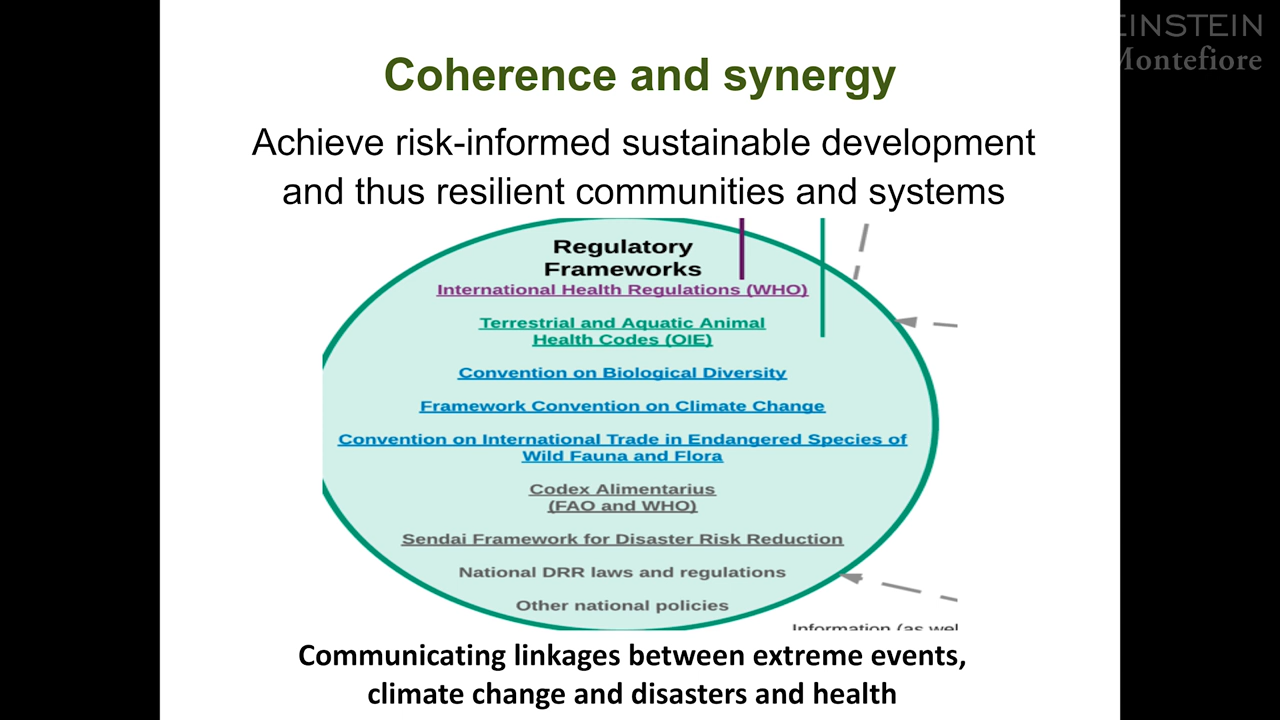 EINSTEIN
Montefiore
Coherence and synergy
Achieve risk-informed sustainable development
and thus resilient communities and systems
Regulatory
Frameworks
International Health Regulations (WHO)
Terrestrial and Aquatic Animal
Health Codes (OIE)
Convention on Biological Diversity
Framework Convention on Climate Change
Convention on International Trade in Endangered Species of
Wild Fauna and Flora
Codex Alimentarius
(FAO and WHO)
Sendai Framework for Disaster Risk Reduction
National DRR laws and regulations
Other national policies
Information (as wel
Communicating linkages between extreme events,
climate change and disasters and health